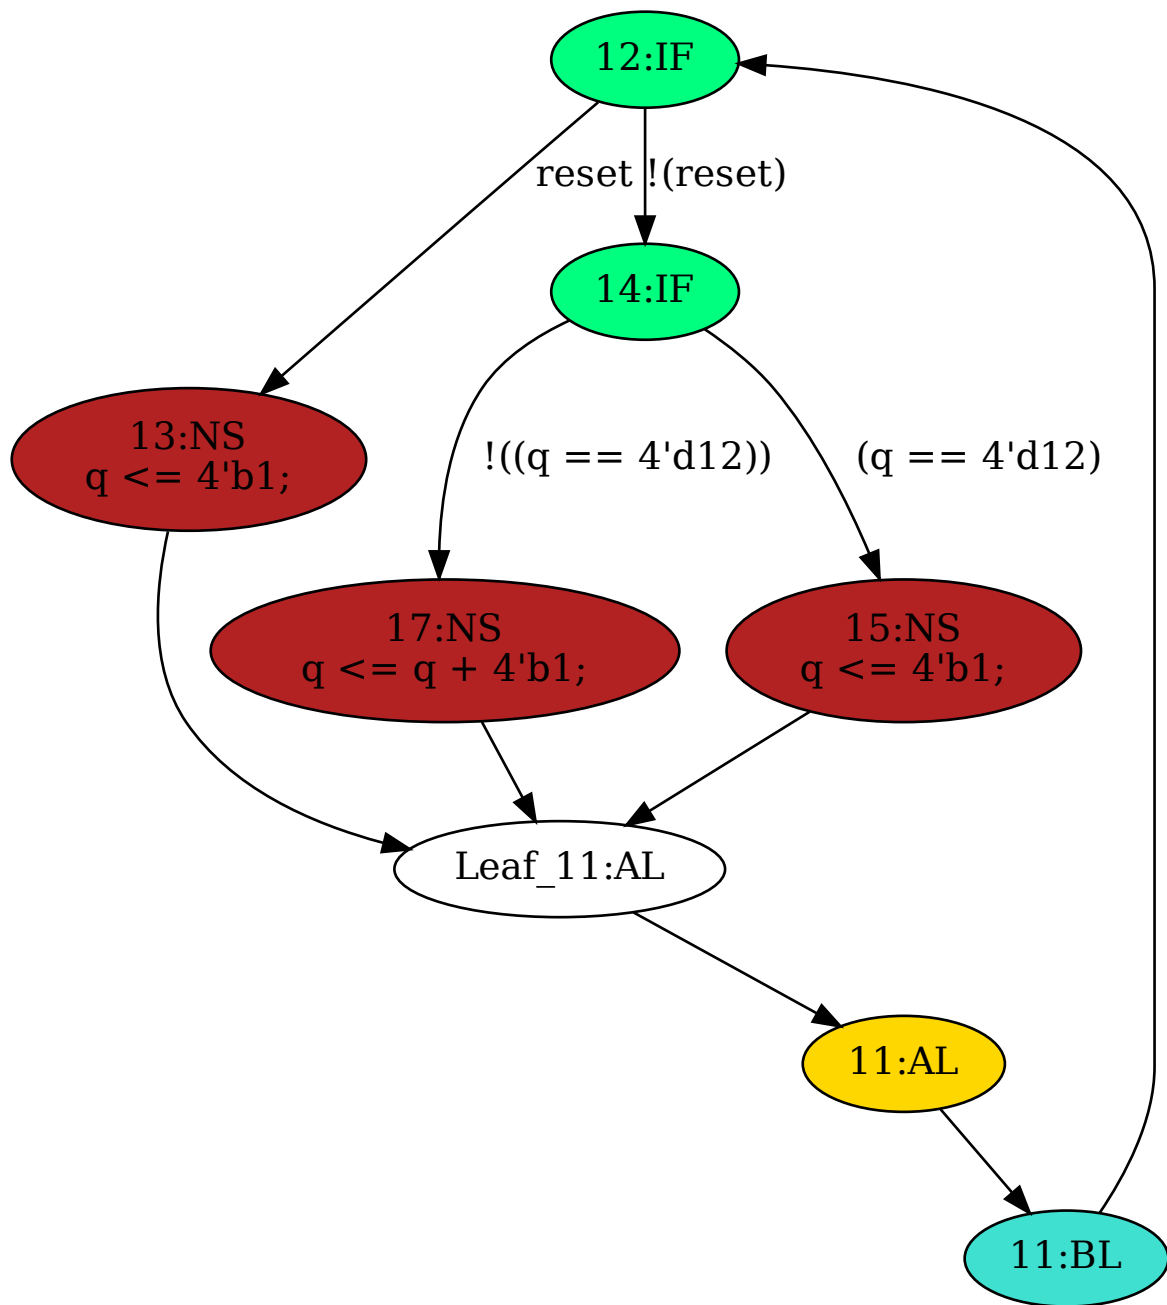 12:IF
reset
!(reset)
14:IF
13:NS
q <= 4'b1;
!((q == 4'd12))
(q == 4'd12)
17:NS
q <= q + 4'b1;
15:NS
q <= 4'b1;
Leaf_11:AL
11:AL
11:BL